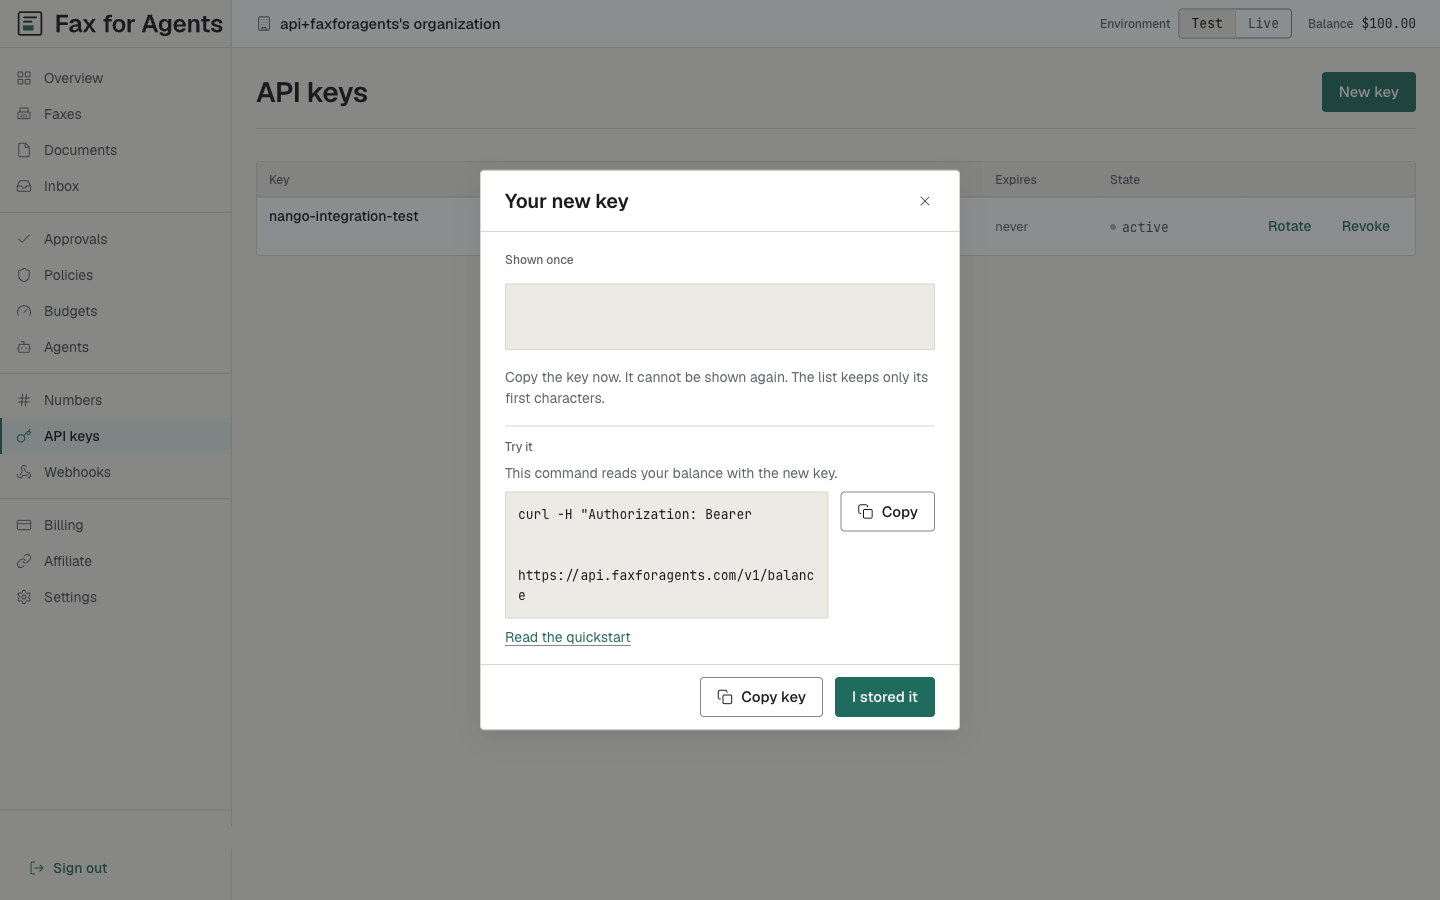 Fax for Agents
api+faxforagents's organization
Environment Test Live Balance $100.00
Overview
Faxes
Documents
Inbox
Approvals
Policies
Budgets
Agents
Numbers
API keys
Webhooks
Billing
Affiliate
Settings
Sign out
API keys
New key
Key Expires State
nango-integration-test never active Rotate Revoke
Your new key
Shown once
Copy the key now. It cannot be shown again. The list keeps only its
first characters.
Try it
This command reads your balance with the new key.
curl -H "Authorization: Bearer
https://api.faxforagents.com/v1/balanc
e
Copy
Read the quickstart
Copy key
I stored it